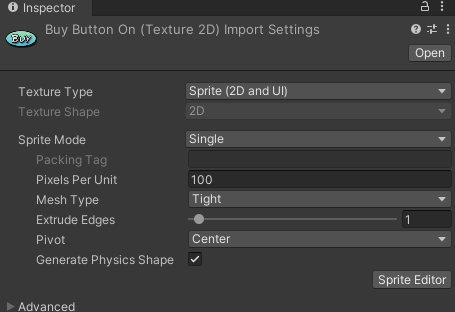 Inspector
Buy Button On (Texture 2D) Import Settings
Buy
Open
Texture Type Sprite (2D and UI)
Texture Shape 2D
Sprite Mode Single
Packing Tag
Pixels Per Unit 100
Mesh Type Tight
Extrude Edges 1
Pivot Center
Generate Physics Shape
Sprite Editor
Advanced